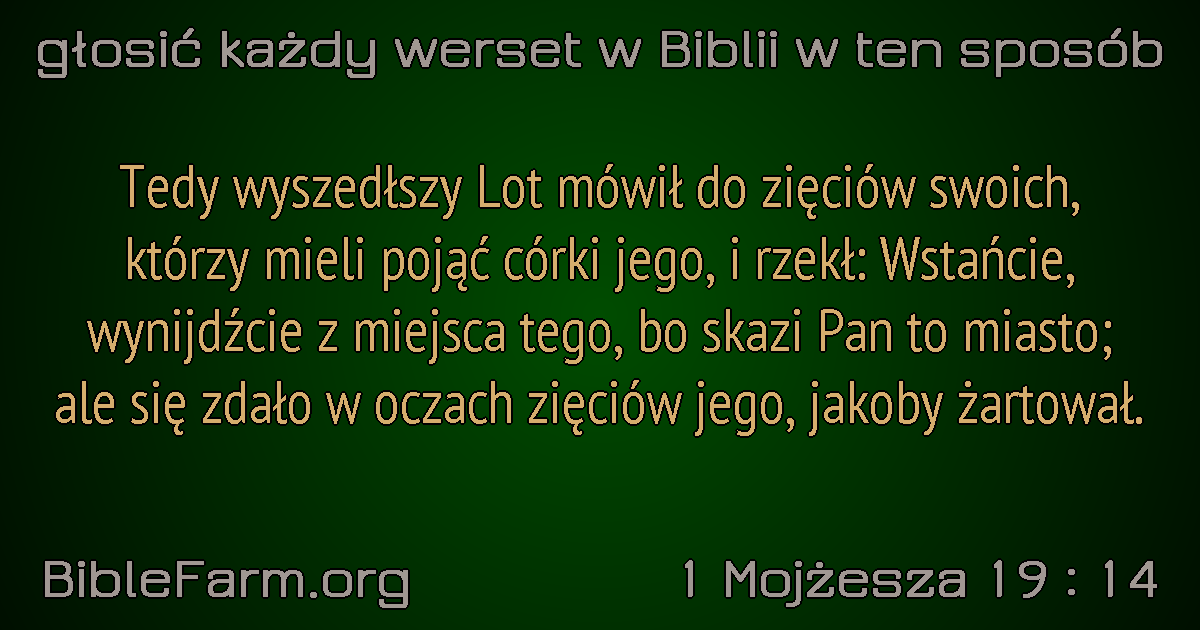 głosić każdy werset w Biblii w ten sposób
Tedy wyszedłszy Lot mówił do zięciów swoich,
którzy mieli pojąć córki jego, i rzekł: Wstańcie,
wynijdźcie z miejsca tego, bo skazi Pan to miasto;
ale się zdało w oczach zięciów jego, jakoby żartował.
BibleFarm.org
1 Mojżesza 19 : 14